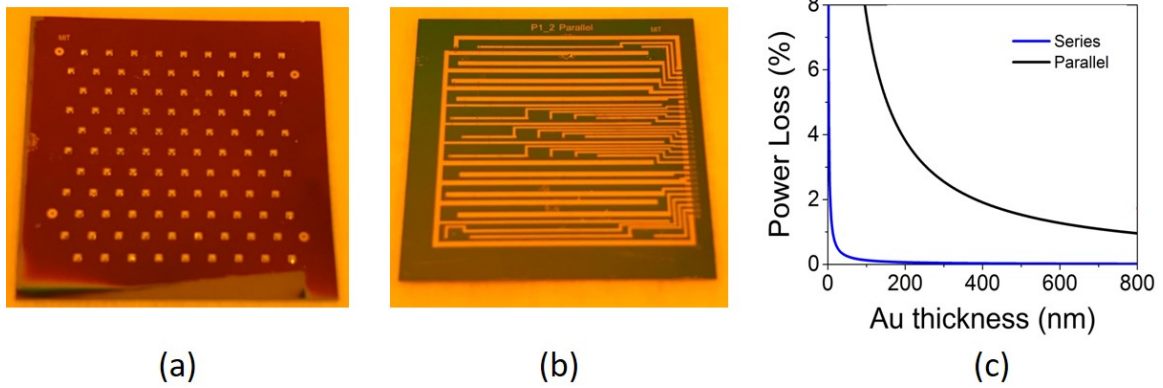 MIT
P1_2 Parallel
MIT
8
6
4
2
0
Power Loss (%)
Series
Parallel
0
200
400
600
800
Au thickness (nm)
(a)
(b)
(c)